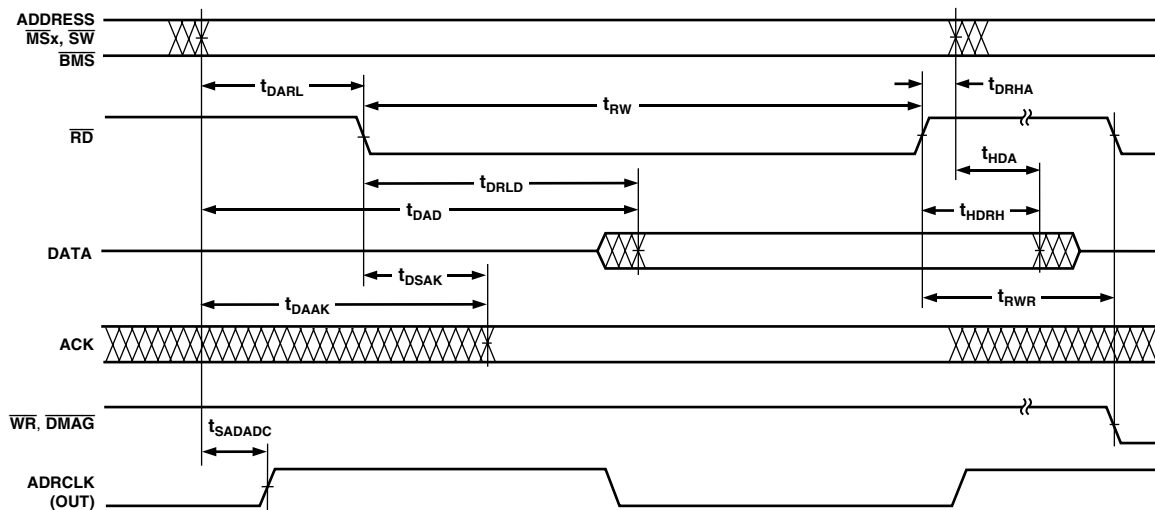 ADDRESS
MSx, SW
BMS
tDARL
tRW
tDRHA
RD
tHDA
tDRLD
tDAD
tHDRH
DATA
tDSAK
tDAAK
tRWR
ACK
WR, DMAG
tSADADC
ADRCLK
(OUT)